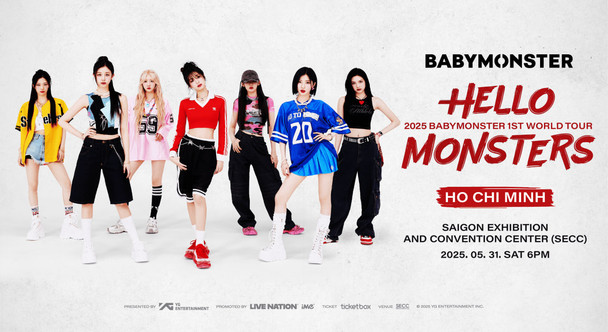 BABYMONSTER
HELLO
2025 BABYMONSTER 1ST WORLD TOUR
MONSTERS
HO CHI MINH
SAIGON EXHIBITION
AND CONVENTION CENTER (SECC)
2025. 05. 31. SAT 6PM
20
PRESENTED BY YG ENTERTAINMENT PROMOTED BY LIVE NATION iME TICKET ticketbox VENUE SECC © 2025 YG ENTERTAINMENT INC.